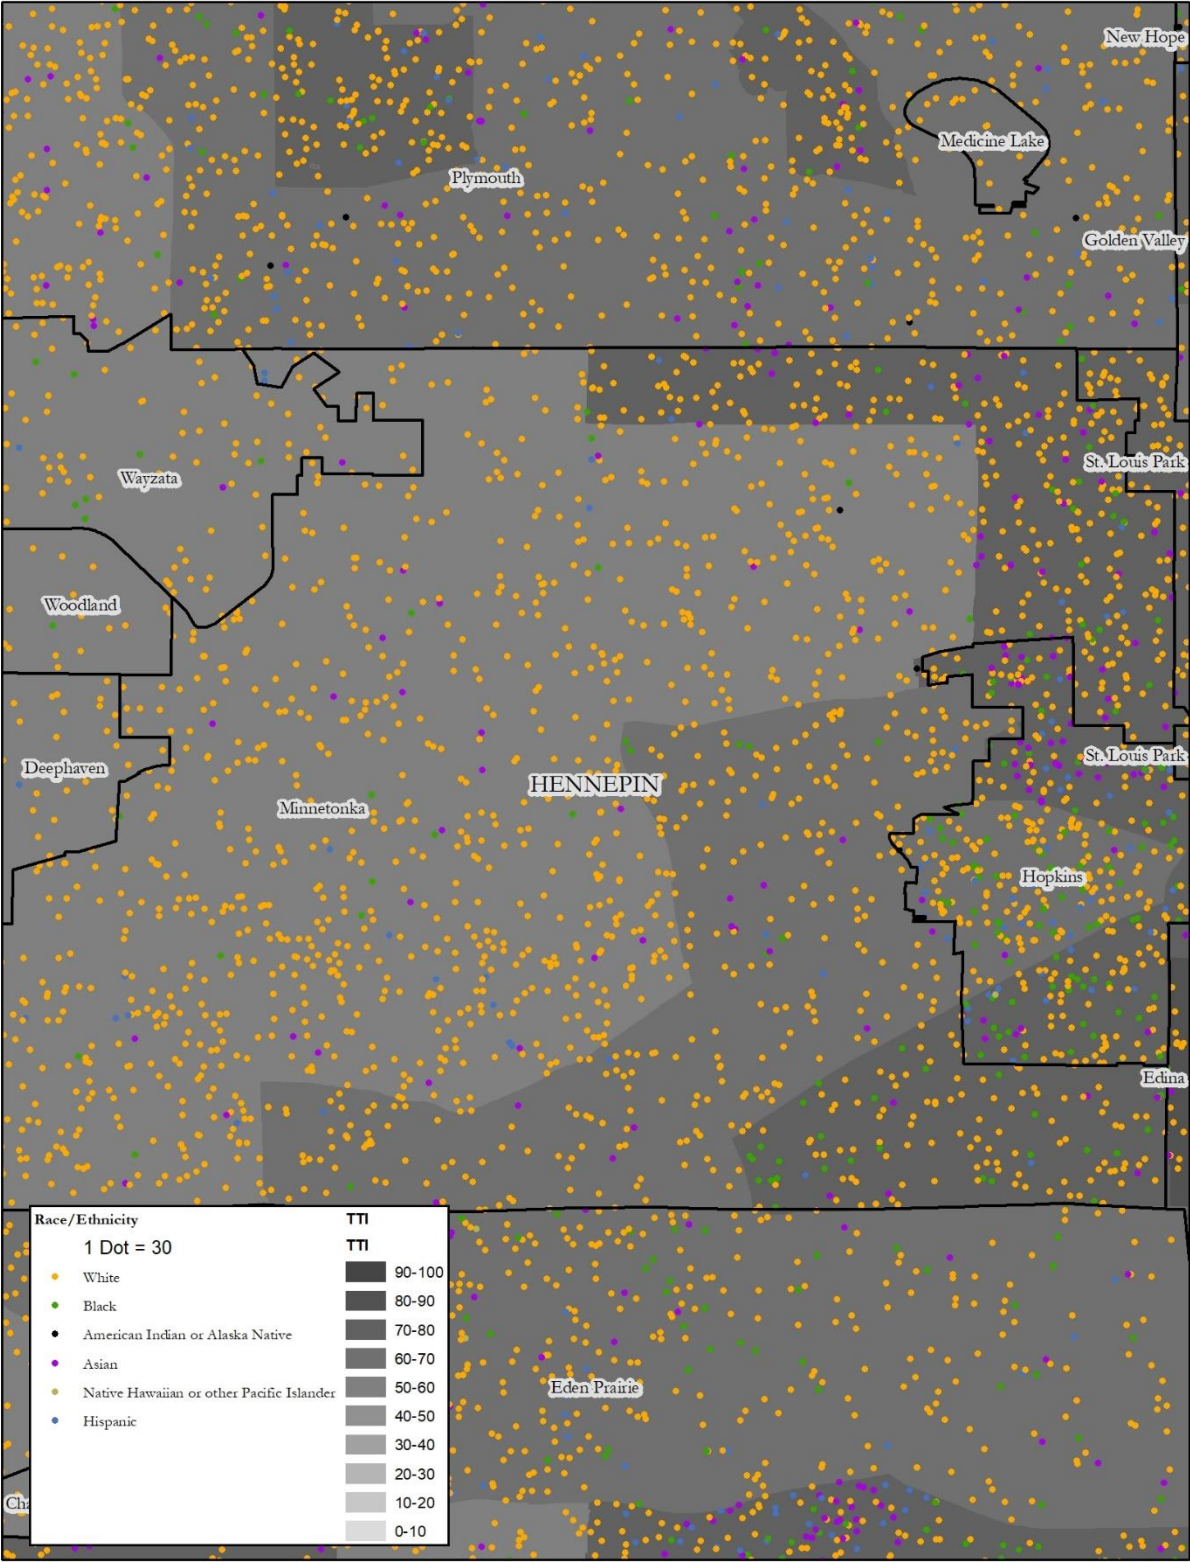 New Hope
Medicine Lake
Plymouth
Golden Valley
St. Louis Park
Wayzata
Woodland
St. Louis Park
Deephaven
HENNEPIN
Minnetonka
Hopkins
Edina
Eden Prairie
Cha
Race/Ethnicity
1 Dot = 30
White
Black
American Indian or Alaska Native
Asian
Native Hawaiian or other Pacific Islander
Hispanic
TTI
TTI
90-100
80-90
70-80
60-70
50-60
40-50
30-40
20-30
10-20
0-10